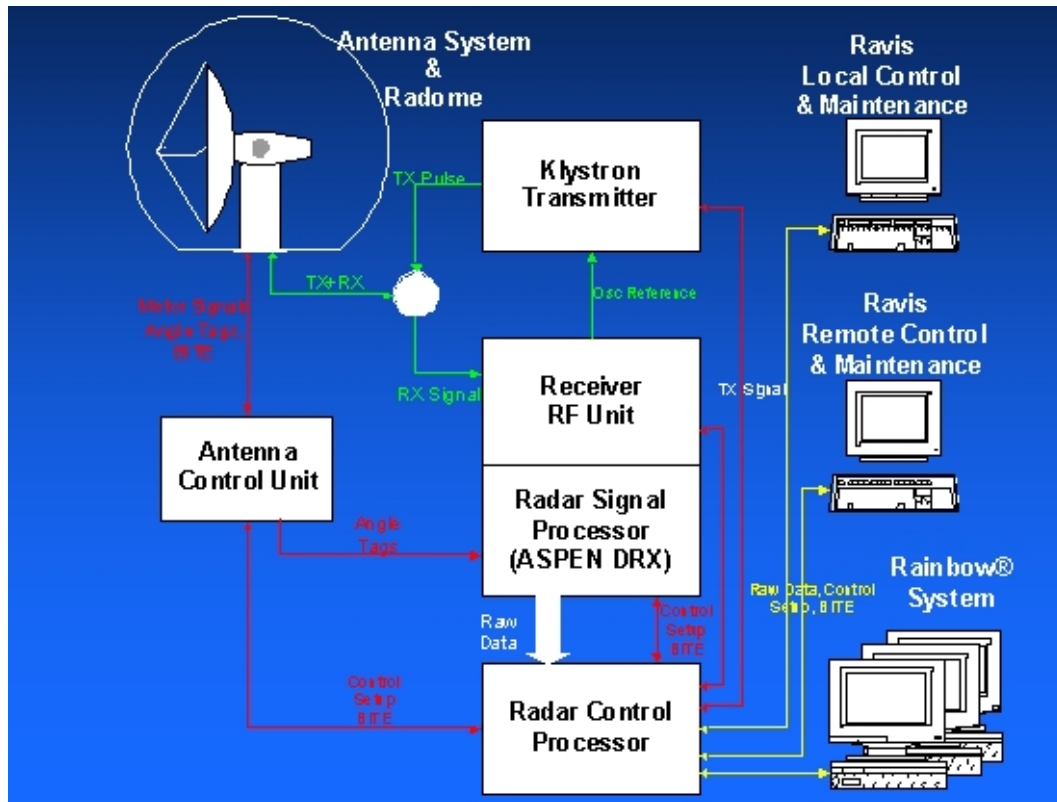 Antenna System
&
Radome
Ravis
Local Control
& Maintenance
Klystron
Transmitter
TX Pulse
TX+RX
Osc Reference
Motor Signals
Angle Tags,
BITE
Ravis
Remote Control
& Maintenance
RX Signal
Receiver
RF Unit
TX Signal
Antenna
Control Unit
Radar Signal
Processor
(ASPEN DRX)
Angle
Tags
Rainbow®
System
Raw Data, Control
Setup, BITE
Raw
Data
Control
Setup
BITE
Control
Setup
BITE
Radar Control
Processor